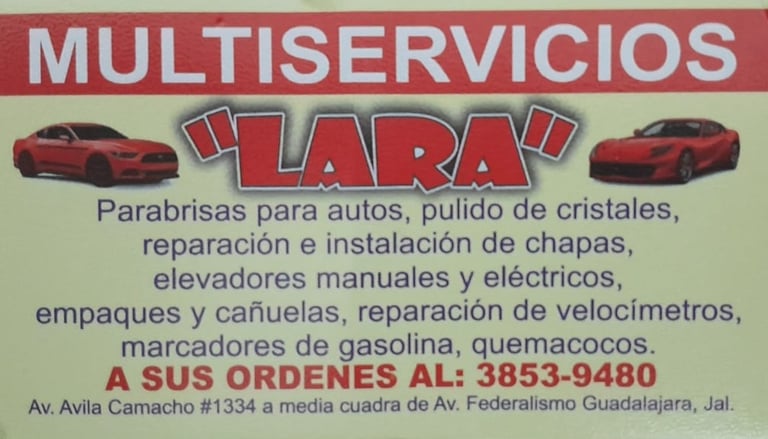 MULTISERVICIOS
"LARA"
Parabrisas para autos, pulido de cristales,
reparación e instalación de chapas,
elevadores manuales y eléctricos,
empaques y cañuelas, reparación de velocímetros,
marcadores de gasolina, quemacocos.
A SUS ORDENES AL: 3853-9480
Av. Avila Camacho #1334 a media cuadra de Av. Federalismo Guadalajara, Jal.